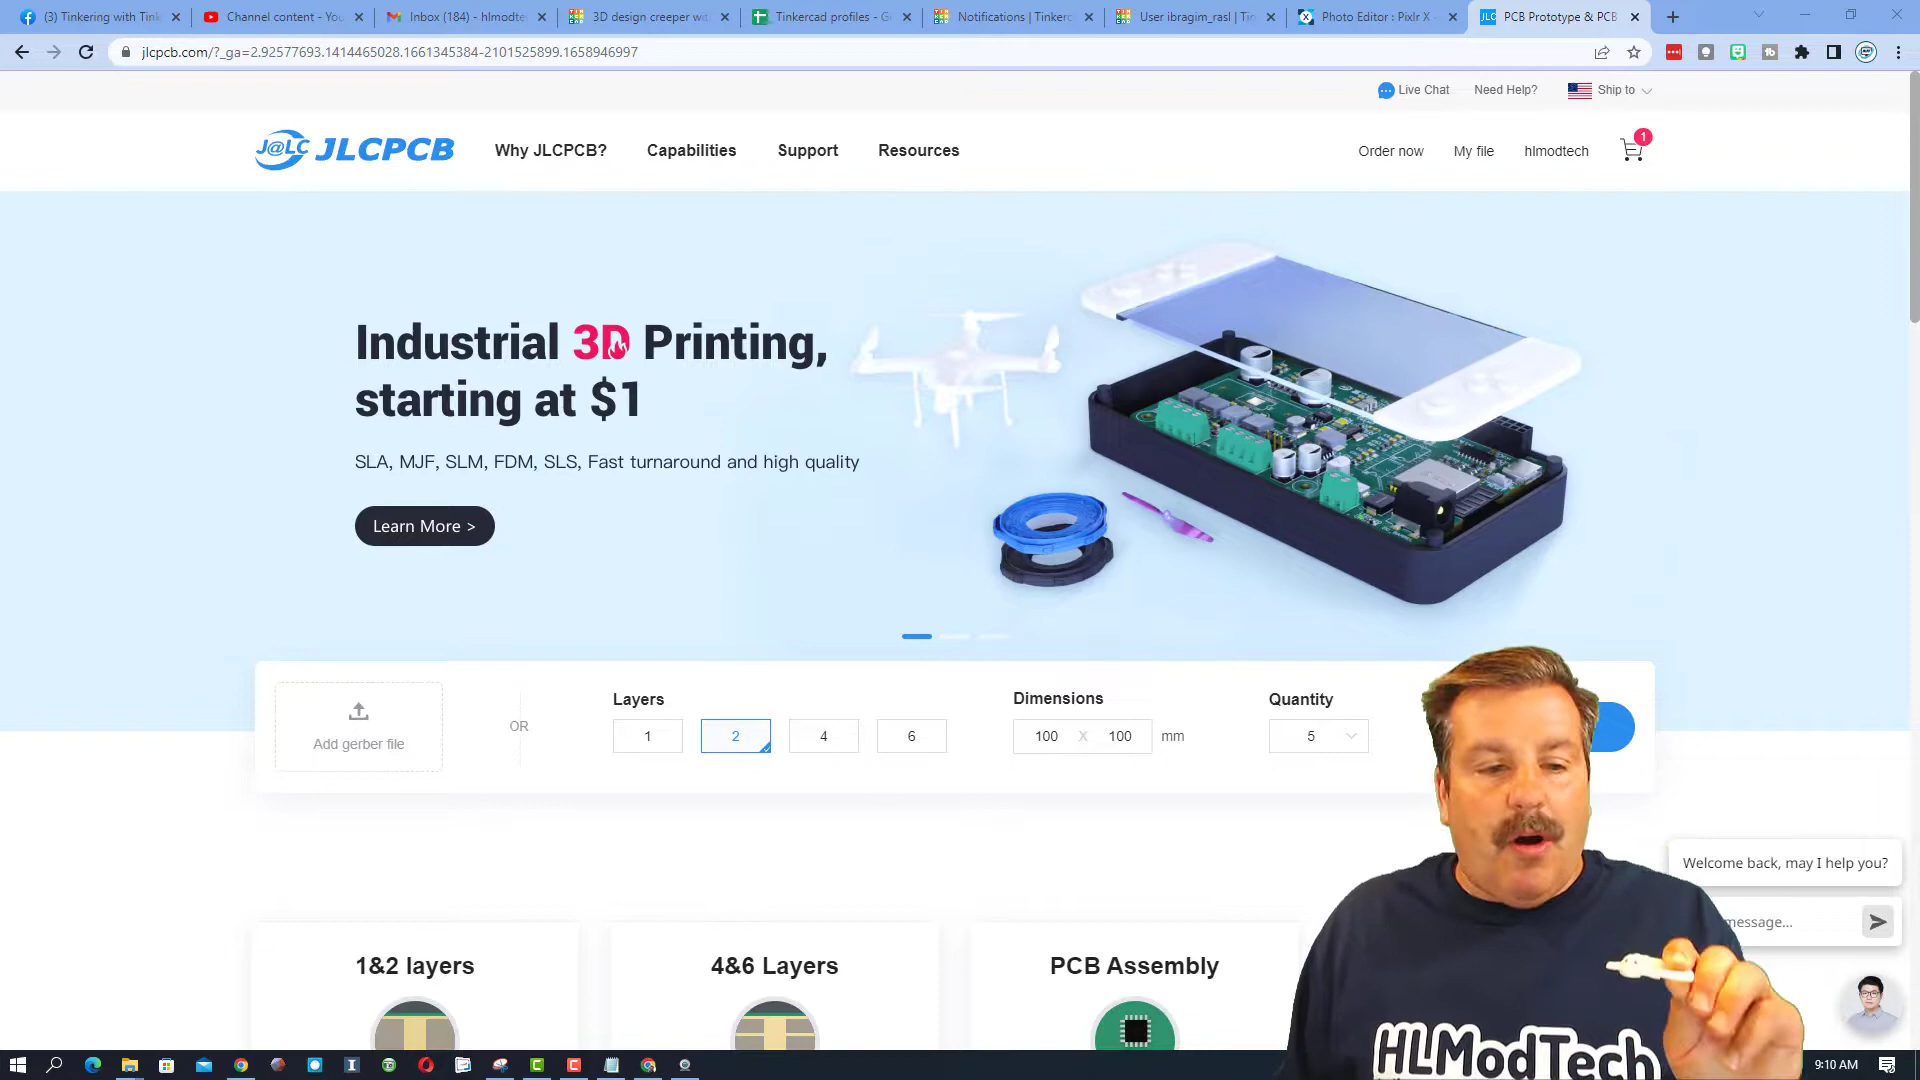 (3) Tinkering with Tink
Channel content - You
Inbox (184) - hlmodte
3D design creeper wit
Tinkercad profiles - G
Notifications | Tinkerc
User ibragim_rasl | Tin
Photo Editor : Pixlr X -
JLC
PCB Prototype & PCB
jlcpcb.com/?_ga=2.92577693.1414465028.1661345384-2101525899.1658946997
Live Chat
Need Help?
Ship to
J@LC JLCPCB
Why JLCPCB?
Capabilities
Support
Resources
Order now
My file
hlmodtech
1
Industrial 3D Printing,
starting at $1
SLA, MJF, SLM, FDM, SLS, Fast turnaround and high quality
Learn More >
Add gerber file
OR
Layers
1
2
4
6
Dimensions
100 X 100 mm
Quantity
5
Welcome back, may I help you?
message...
1&2 layers
4&6 Layers
PCB Assembly
HLModTech
9:10 AM